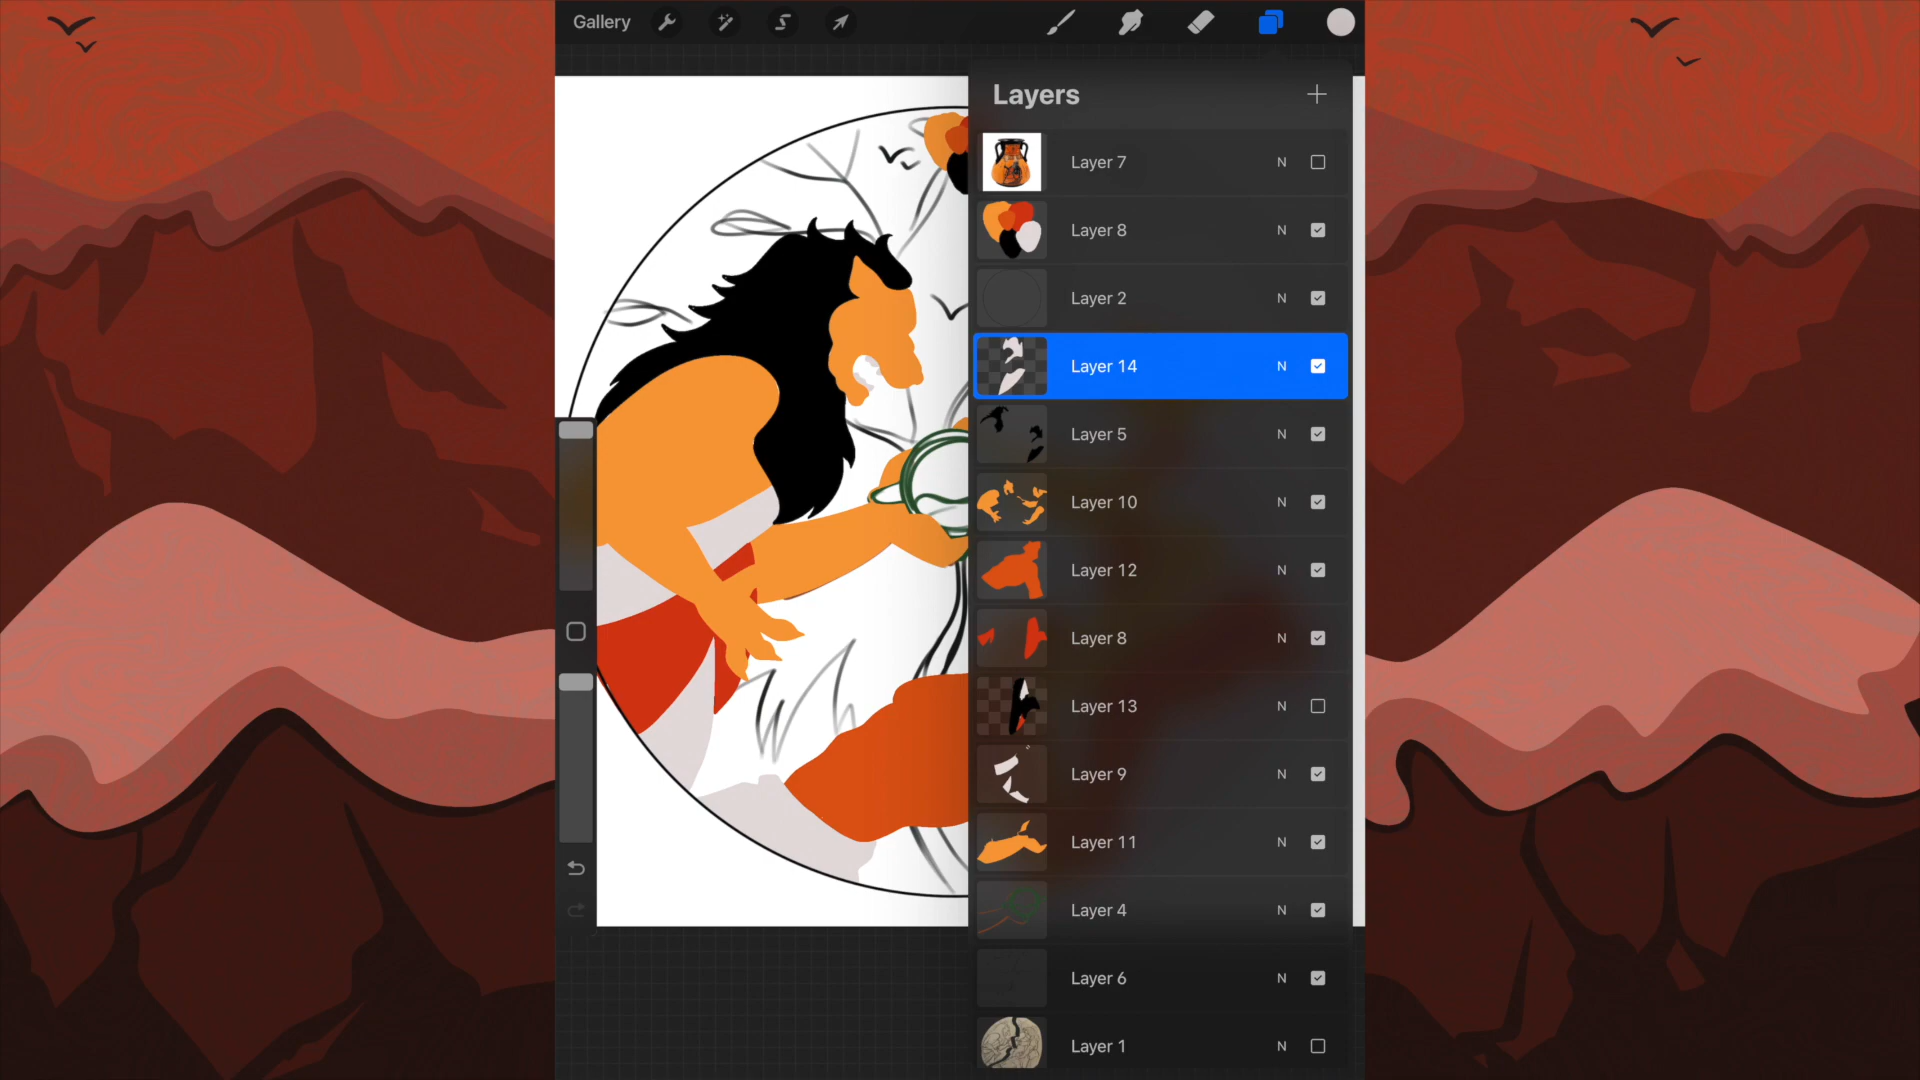 Gallery
Layers
Layer 7 N
Layer 8 N
Layer 2 N
Layer 14 N
Layer 5 N
Layer 10 N
Layer 12 N
Layer 8 N
Layer 13 N
Layer 9 N
Layer 11 N
Layer 4 N
Layer 6 N
Layer 1 N